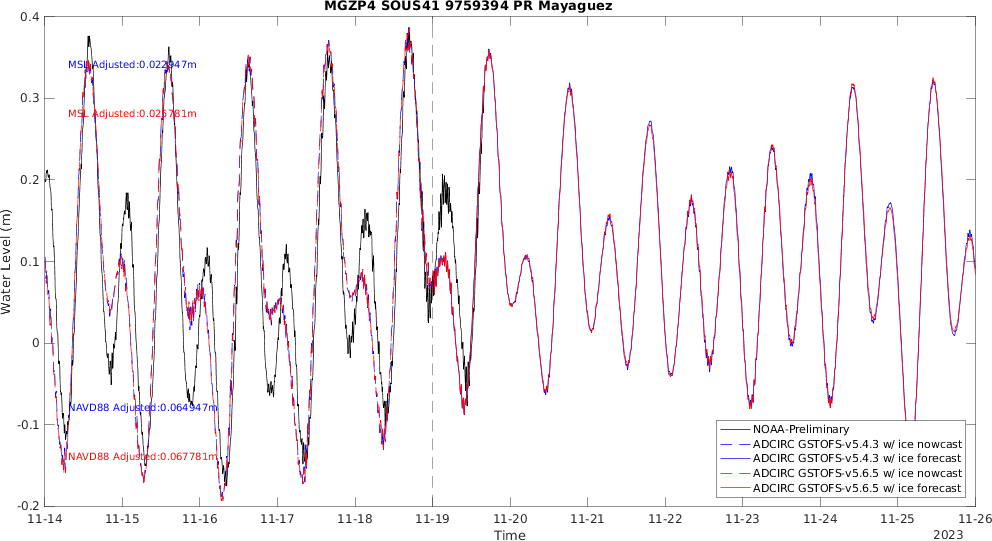 MGZP4 SOUS41 9759394 PR Mayaguez
0.4
0.3
0.2
0.1
0
-0.1
-0.2
Water Level (m)
MSL Adjusted:0.022947m
MSL Adjusted:0.025781m
NAVD88 Adjusted:0.064947m
NAVD88 Adjusted:0.067781m
NOAA-Preliminary
ADCIRC GSTOFS-v5.4.3 w/ ice nowcast
ADCIRC GSTOFS-v5.4.3 w/ ice forecast
ADCIRC GSTOFS-v5.6.5 w/ ice nowcast
ADCIRC GSTOFS-v5.6.5 w/ ice forecast
11-14 11-15 11-16 11-17 11-18 11-19 11-20 11-21 11-22 11-23 11-24 11-25 11-26
Time
2023